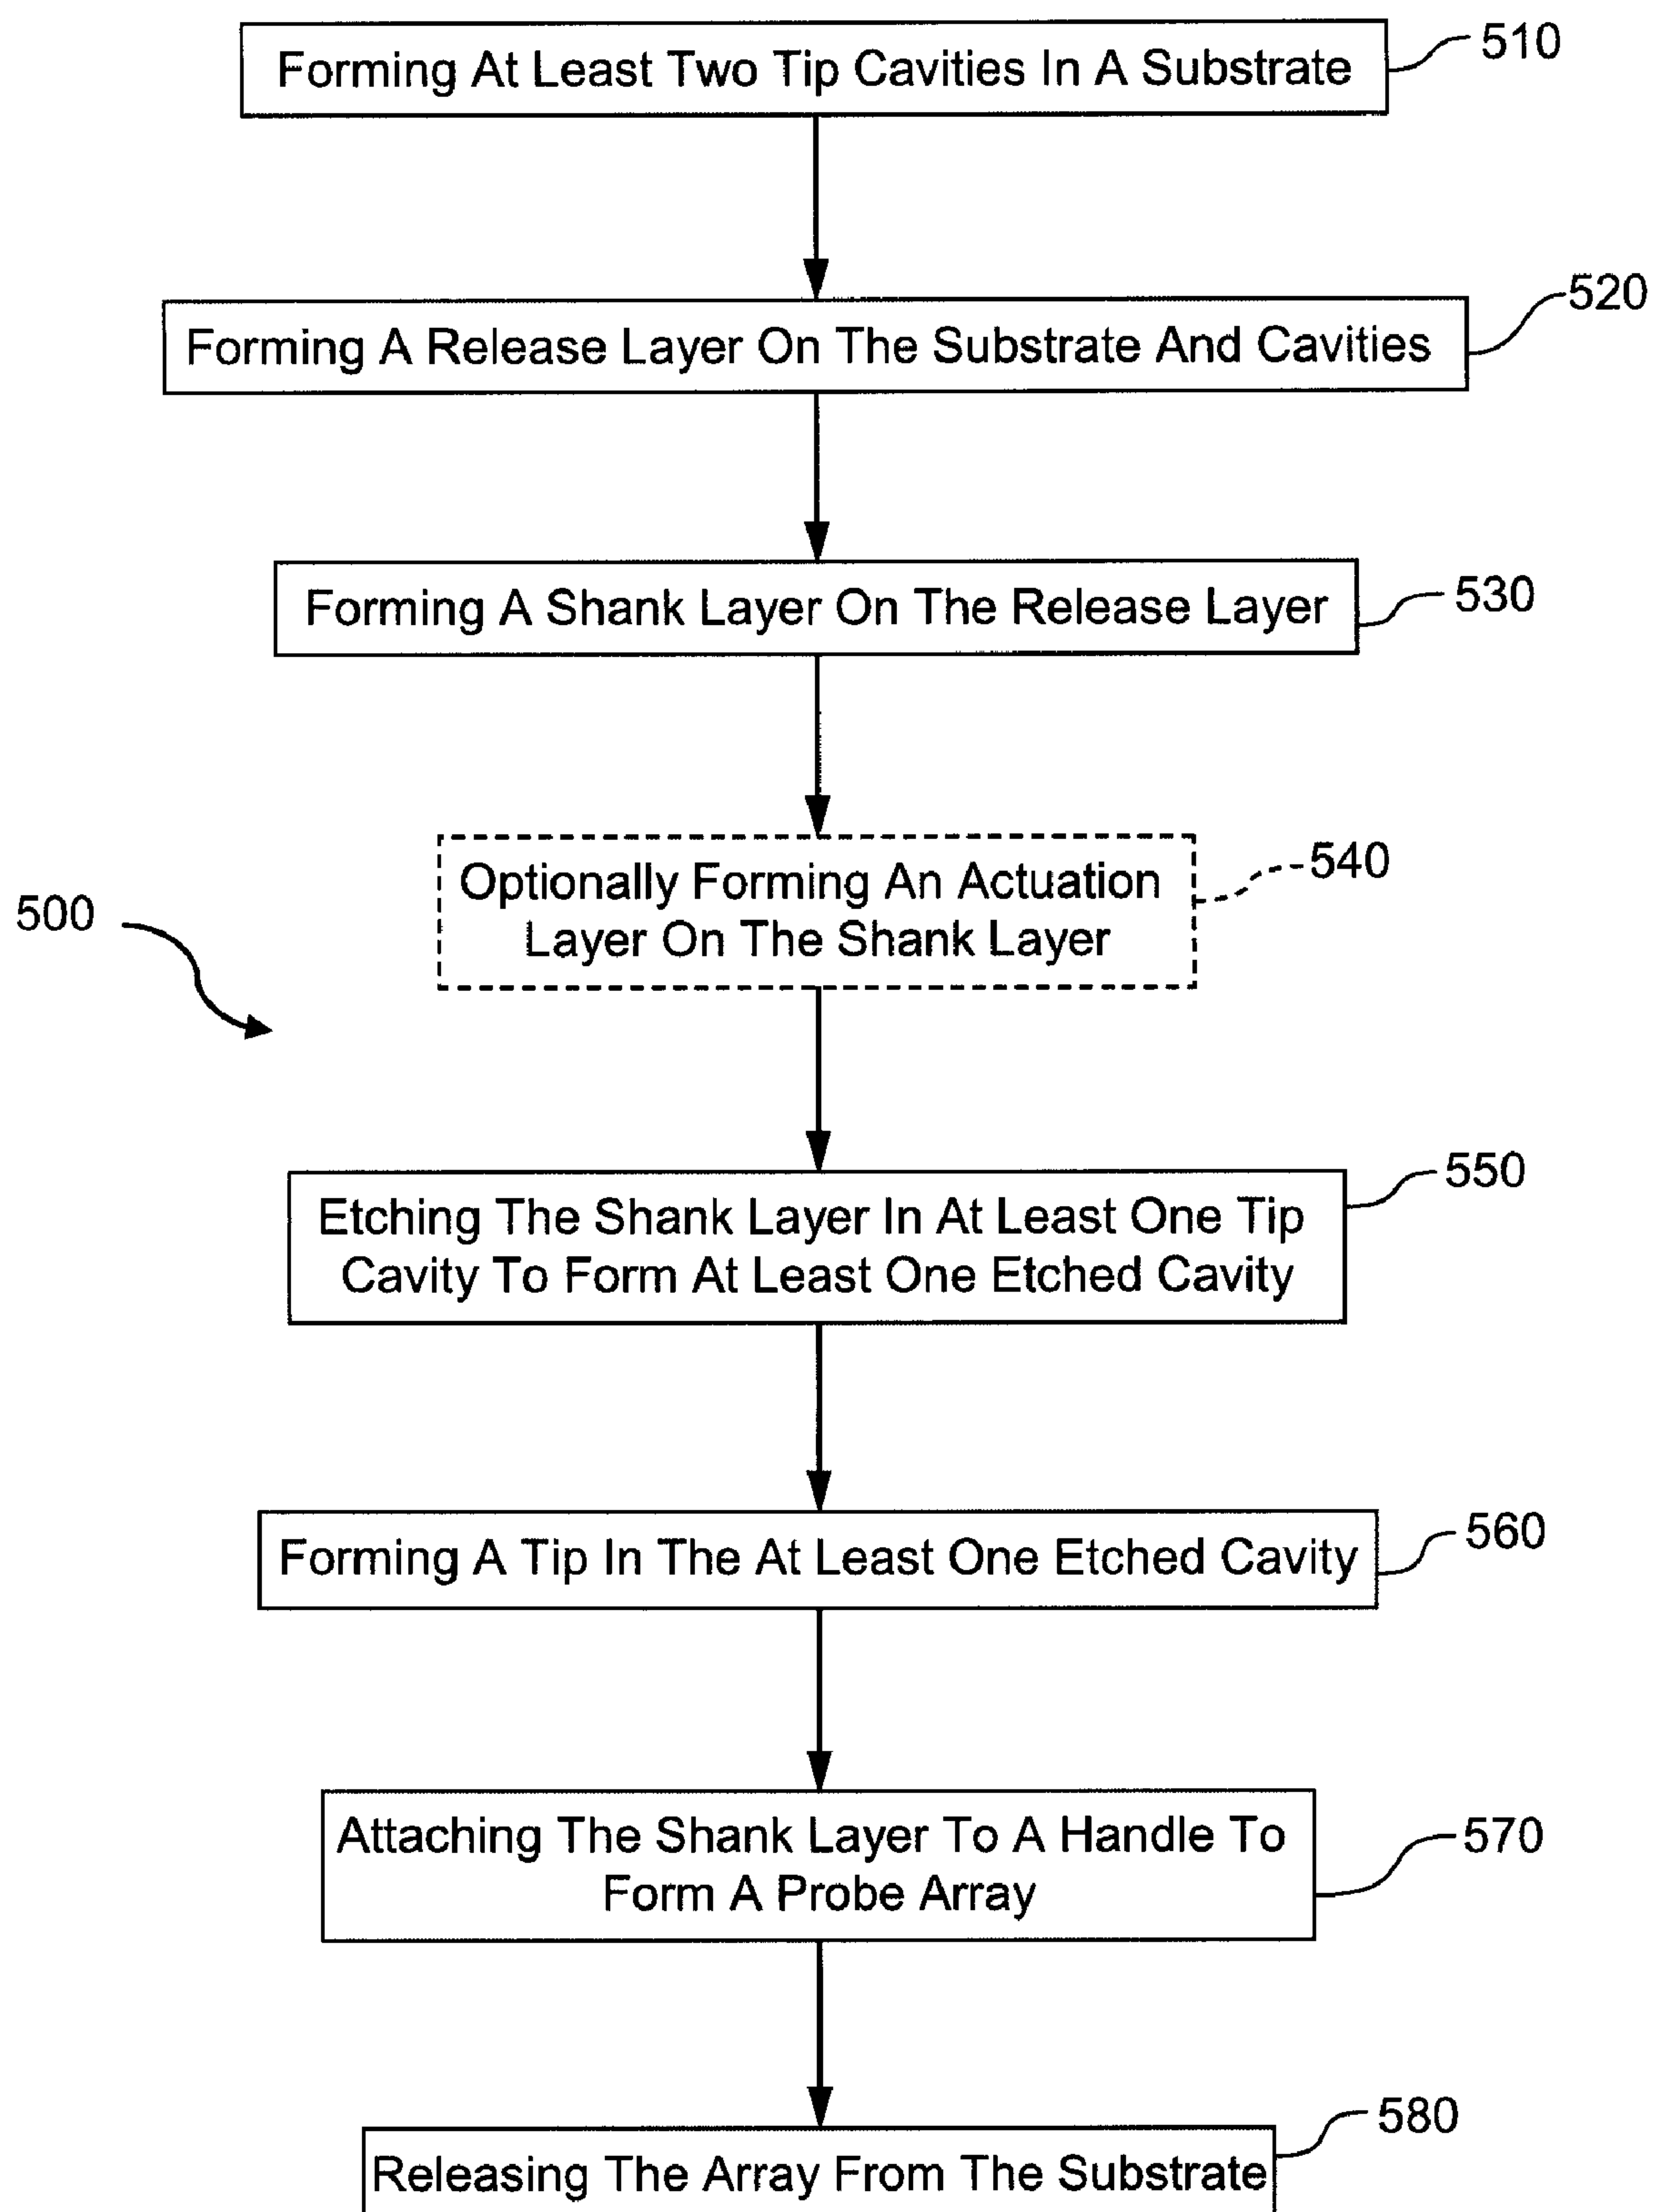 Forming At Least Two Tip Cavities In A Substrate
510
Forming A Release Layer On The Substrate And Cavities
520
Forming A Shank Layer On The Release Layer
530
Optionally Forming An Actuation
Layer On The Shank Layer
540
500
Etching The Shank Layer In At Least One Tip
Cavity To Form At Least One Etched Cavity
550
Forming A Tip In The At Least One Etched Cavity
560
Attaching The Shank Layer To A Handle To
Form A Probe Array
570
Releasing The Array From The Substrate
580